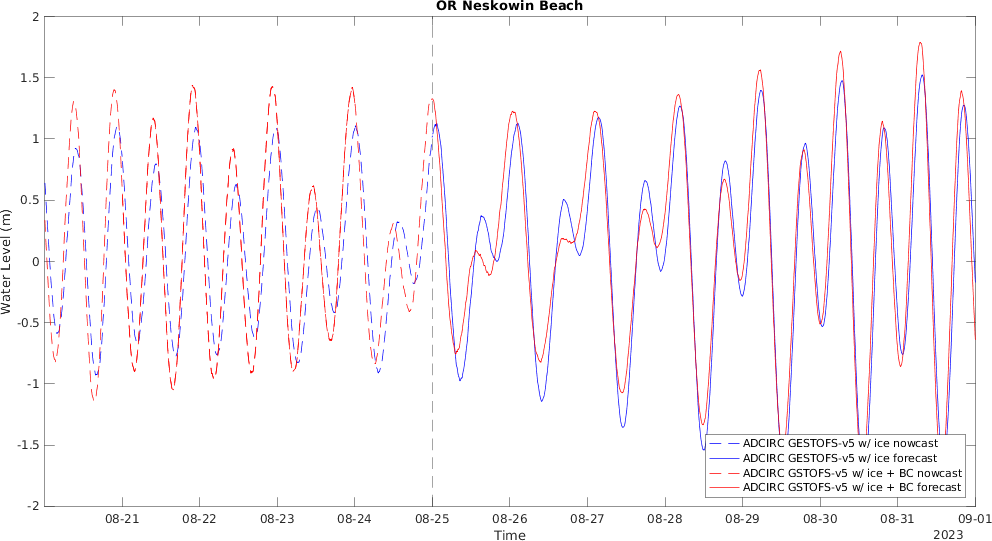 OR Neskowin Beach
2
1.5
1
0.5
0
-0.5
-1
-1.5
-2
Water Level (m)
ADCIRC GESTOFS-v5 w/ ice nowcast
ADCIRC GESTOFS-v5 w/ ice forecast
ADCIRC GSTOFS-v5 w/ ice + BC nowcast
ADCIRC GSTOFS-v5 w/ ice + BC forecast
08-21 08-22 08-23 08-24 08-25 08-26 08-27 08-28 08-29 08-30 08-31 09-01
Time
2023